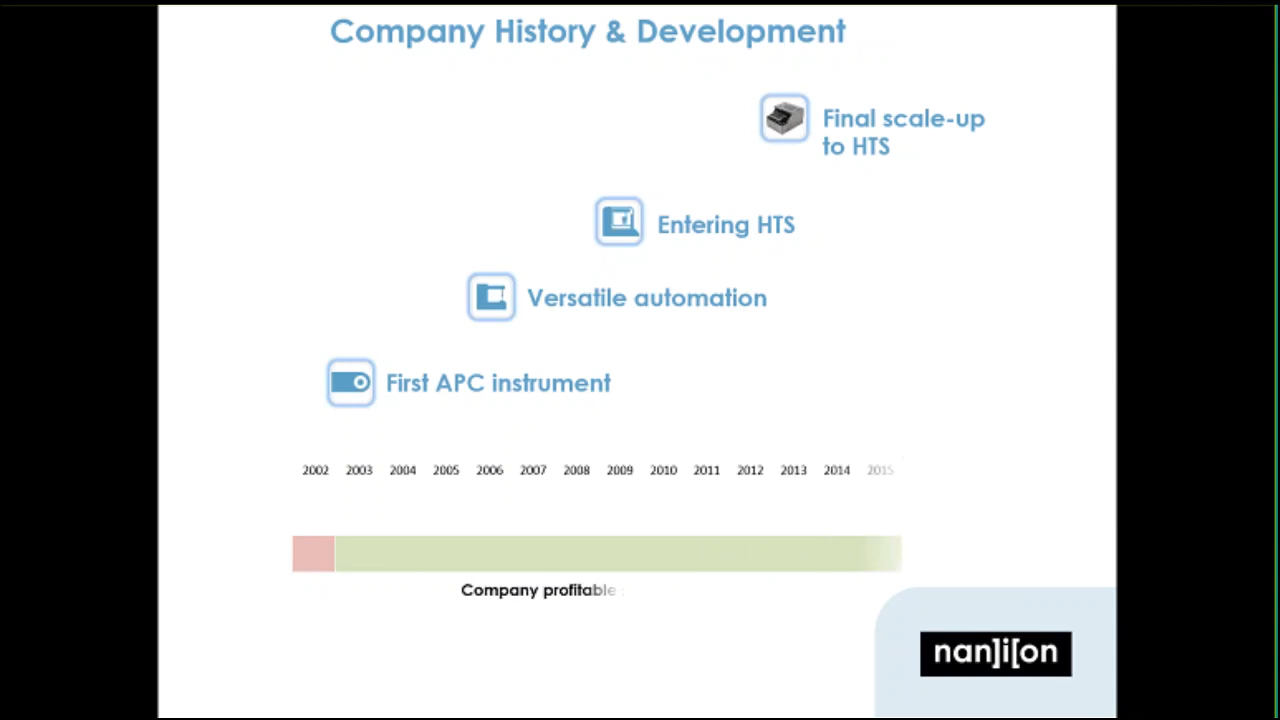 Company History & Development
Final scale-up
to HTS
Entering HTS
Versatile automation
First APC instrument
2002 2003 2004 2005 2006 2007 2008 2009 2010 2011 2012 2013 2014 2015
Company profitable
nan]i[on